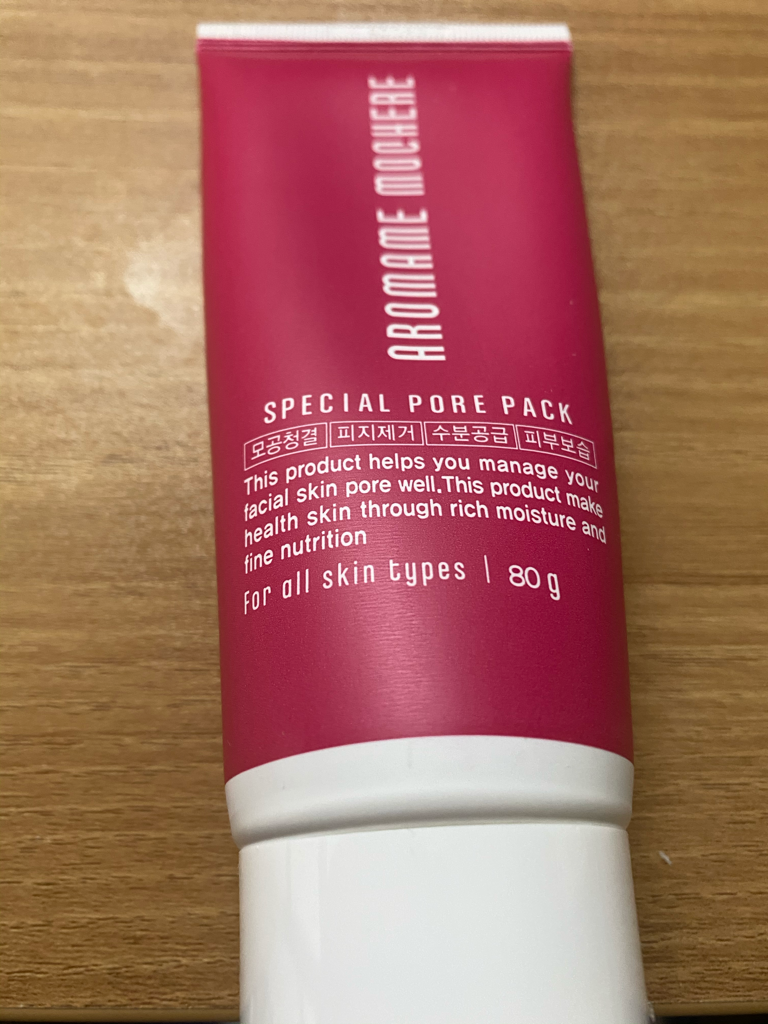 AROMAME MOCHERE
SPECIAL PORE PACK
모공청결 피지제거 수분공급 피부보습
This product helps you manage your
facial skin pore well.This product make
health skin through rich moisture and
fine nutrition
For all skin types | 80g